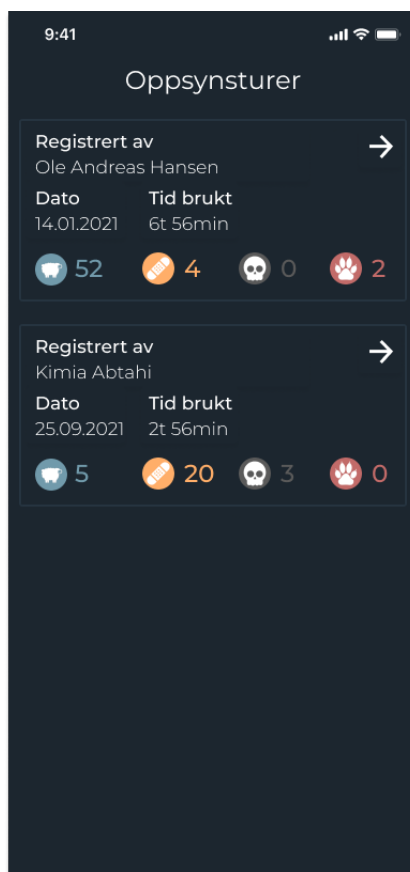 9:41
Oppsynsturer
Registrert av
Ole Andreas Hansen
Dato Tid brukt
14.01.2021 6t 56min
52 4 0 2
Registrert av
Kimia Abtahi
Dato Tid brukt
25.09.2021 2t 56min
5 20 3 0